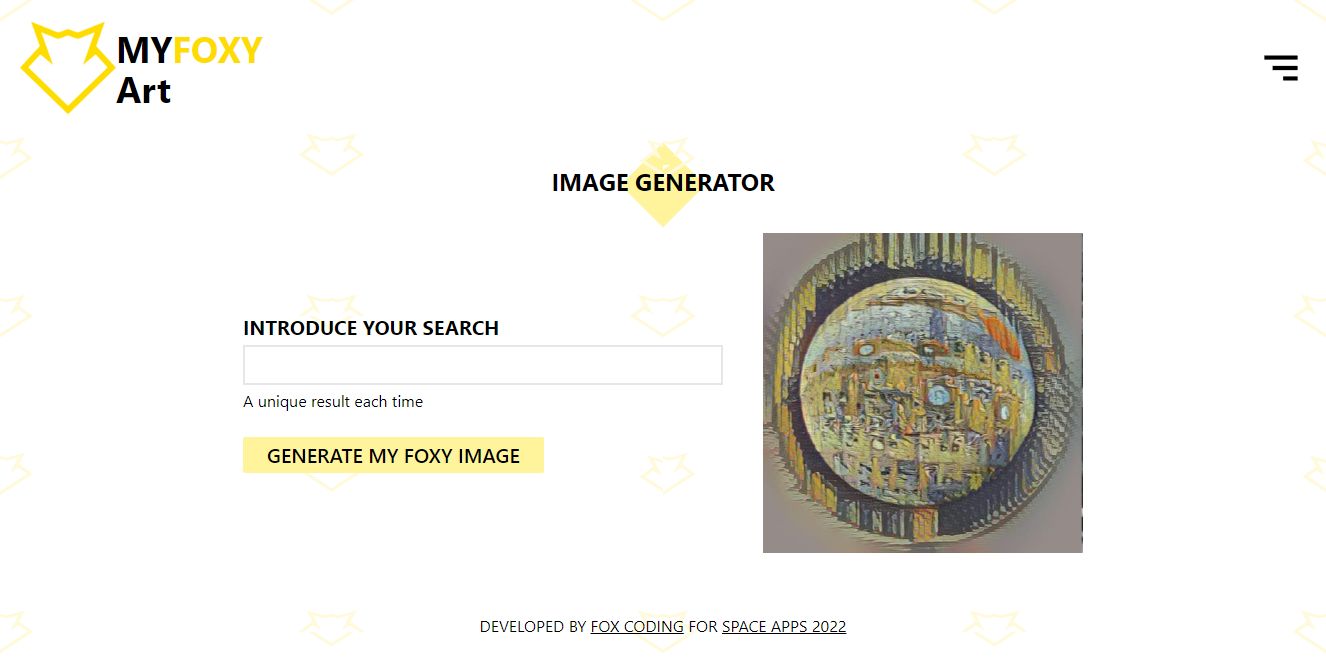 MYFOXY
Art
IMAGE GENERATOR
INTRODUCE YOUR SEARCH
A unique result each time
GENERATE MY FOXY IMAGE
DEVELOPED BY FOX CODING FOR SPACE APPS 2022